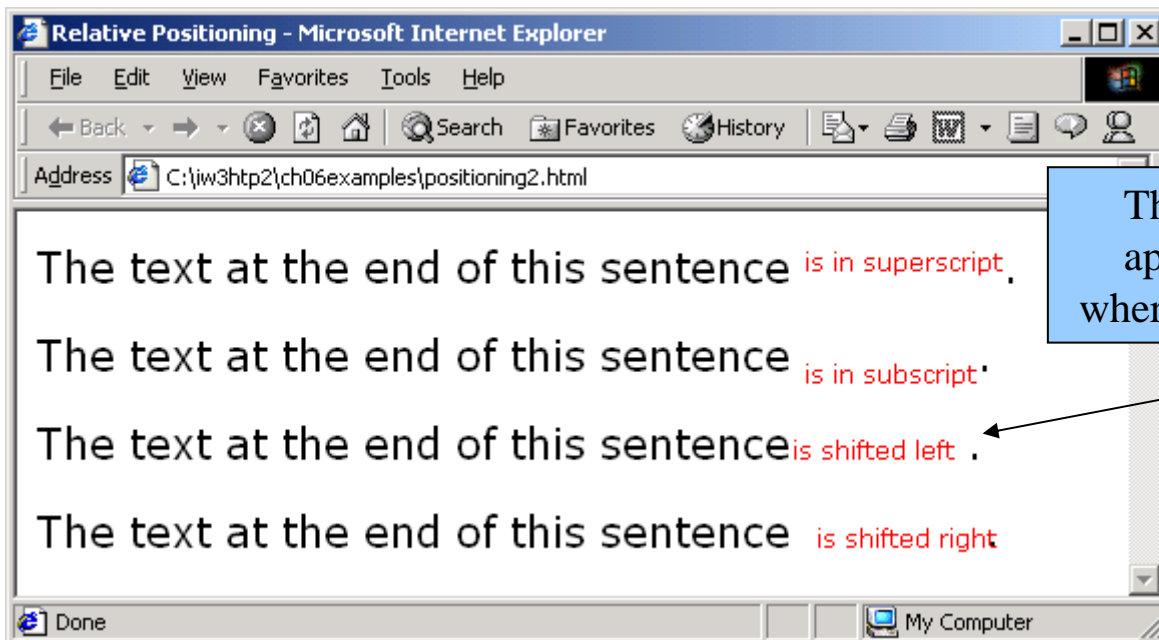 Relative Positioning - Microsoft Internet Explorer
File Edit View Favorites Tools Help
Back Search Favorites History
Address C:\iw3htp2\ch06examples\positioning2.html
The text at the end of this sentence is in superscript.
The text at the end of this sentence is in subscript.
The text at the end of this sentence is shifted left .
The text at the end of this sentence is shifted right.
Done My Computer